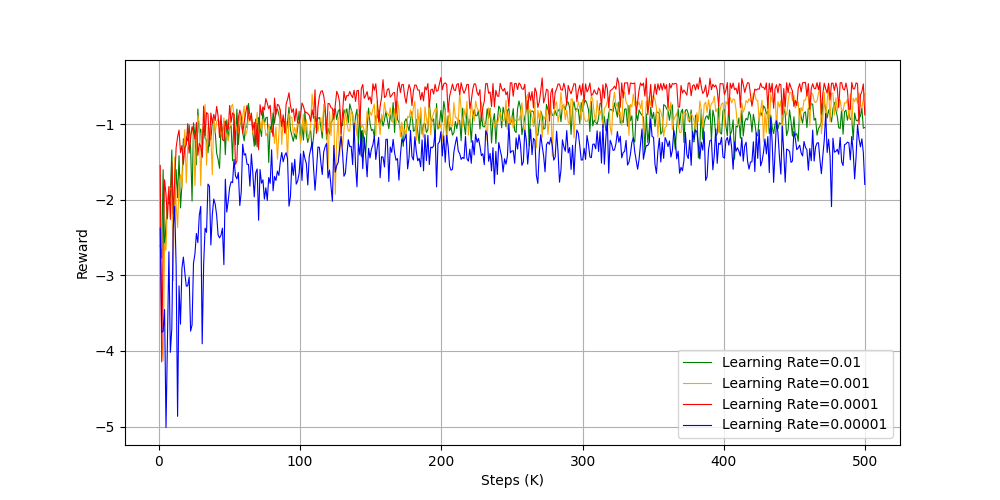 −1
−2
−3
−4
−5
Reward
0
100
200
300
400
500
Steps (K)
Learning Rate=0.01
Learning Rate=0.001
Learning Rate=0.0001
Learning Rate=0.00001